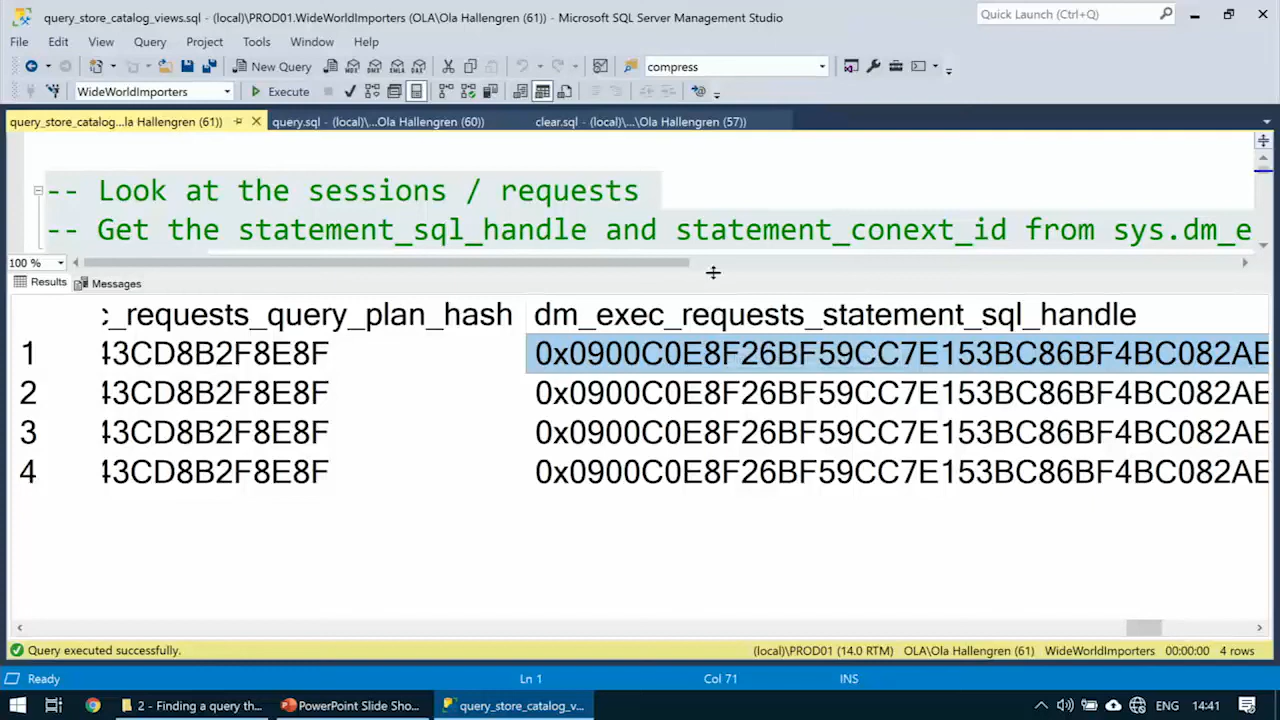 query_store_catalog_views.sql - (local)\PROD01.WideWorldImporters (OLA\Ola Hallengren (61)) - Microsoft SQL Server Management Studio
Quick Launch (Ctrl+Q)
File Edit View Query Project Tools Window Help
New Query MDX DMX XMLA DAX compress
WideWorldImporters Execute
query_store_catalog...la Hallengren (61)) query.sql - (local)\...Ola Hallengren (60)) clear.sql - (local)\...\Ola Hallengren (57))
-- Look at the sessions / requests
-- Get the statement_sql_handle and statement_conext_id from sys.dm_e
100 %
Results Messages
c_requests_query_plan_hash dm_exec_requests_statement_sql_handle
1 43CD8B2F8E8F 0x0900C0E8F26BF59CC7E153BC86BF4BC082AE
2 43CD8B2F8E8F 0x0900C0E8F26BF59CC7E153BC86BF4BC082AE
3 43CD8B2F8E8F 0x0900C0E8F26BF59CC7E153BC86BF4BC082AE
4 43CD8B2F8E8F 0x0900C0E8F26BF59CC7E153BC86BF4BC082AE
Query executed successfully. (local)\PROD01 (14.0 RTM) OLA\Ola Hallengren (61) WideWorldImporters 00:00:00 4 rows
Ready Ln 1 Col 71 INS
2 - Finding a query th... PowerPoint Slide Sho... query_store_catalog_v... ENG 14:41